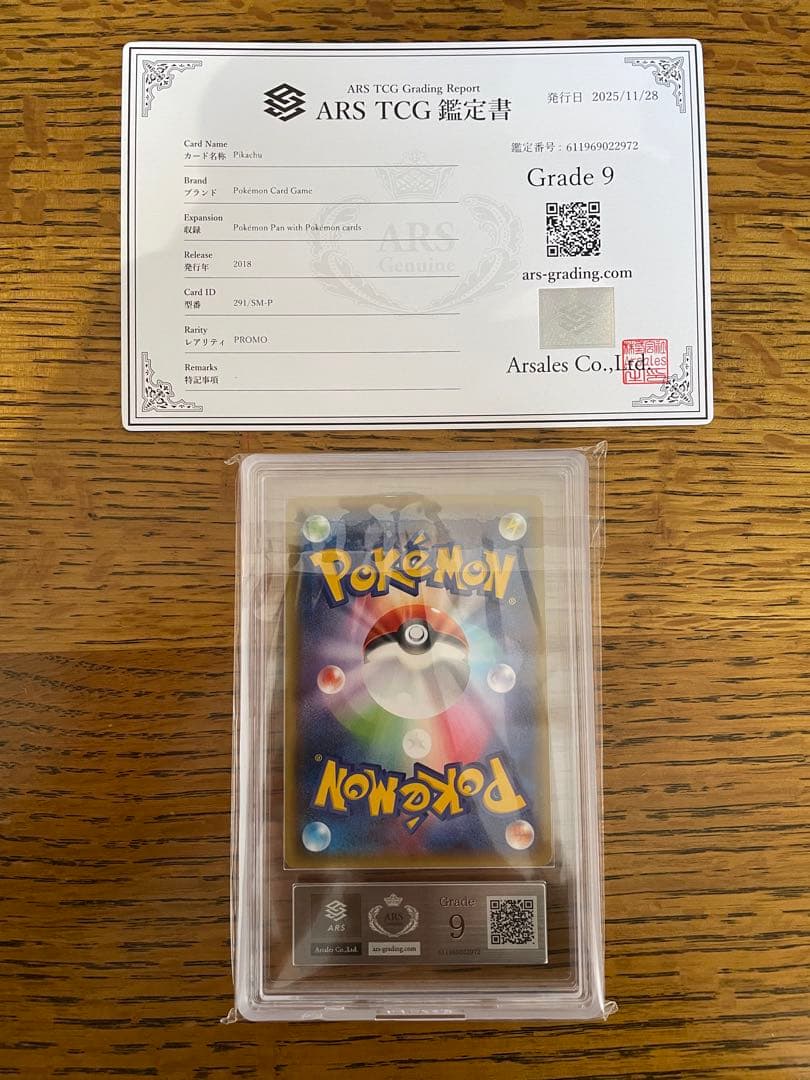 ARS TCG Grading Report
ARS TCG 鑑定書
発行日 2025/11/28
鑑定番号：611969022972
Grade 9
ars-grading.com
Arsales Co.,Ltd.
Card Name
カード名称 Pikachu
Brand
ブランド Pokémon Card Game
Expansion
収録 Pokémon Pan with Pokémon cards
Release
発行年 2018
Card ID
型番 291/SM-P
Rarity
レアリティ PROMO
Remarks
特記事項 -
ARS
Genuine
POKéMON
®
POKéMON
®
ARS
Arsales Co.,Ltd.
ARS
ars-grading.com
Grade
9
611969022972